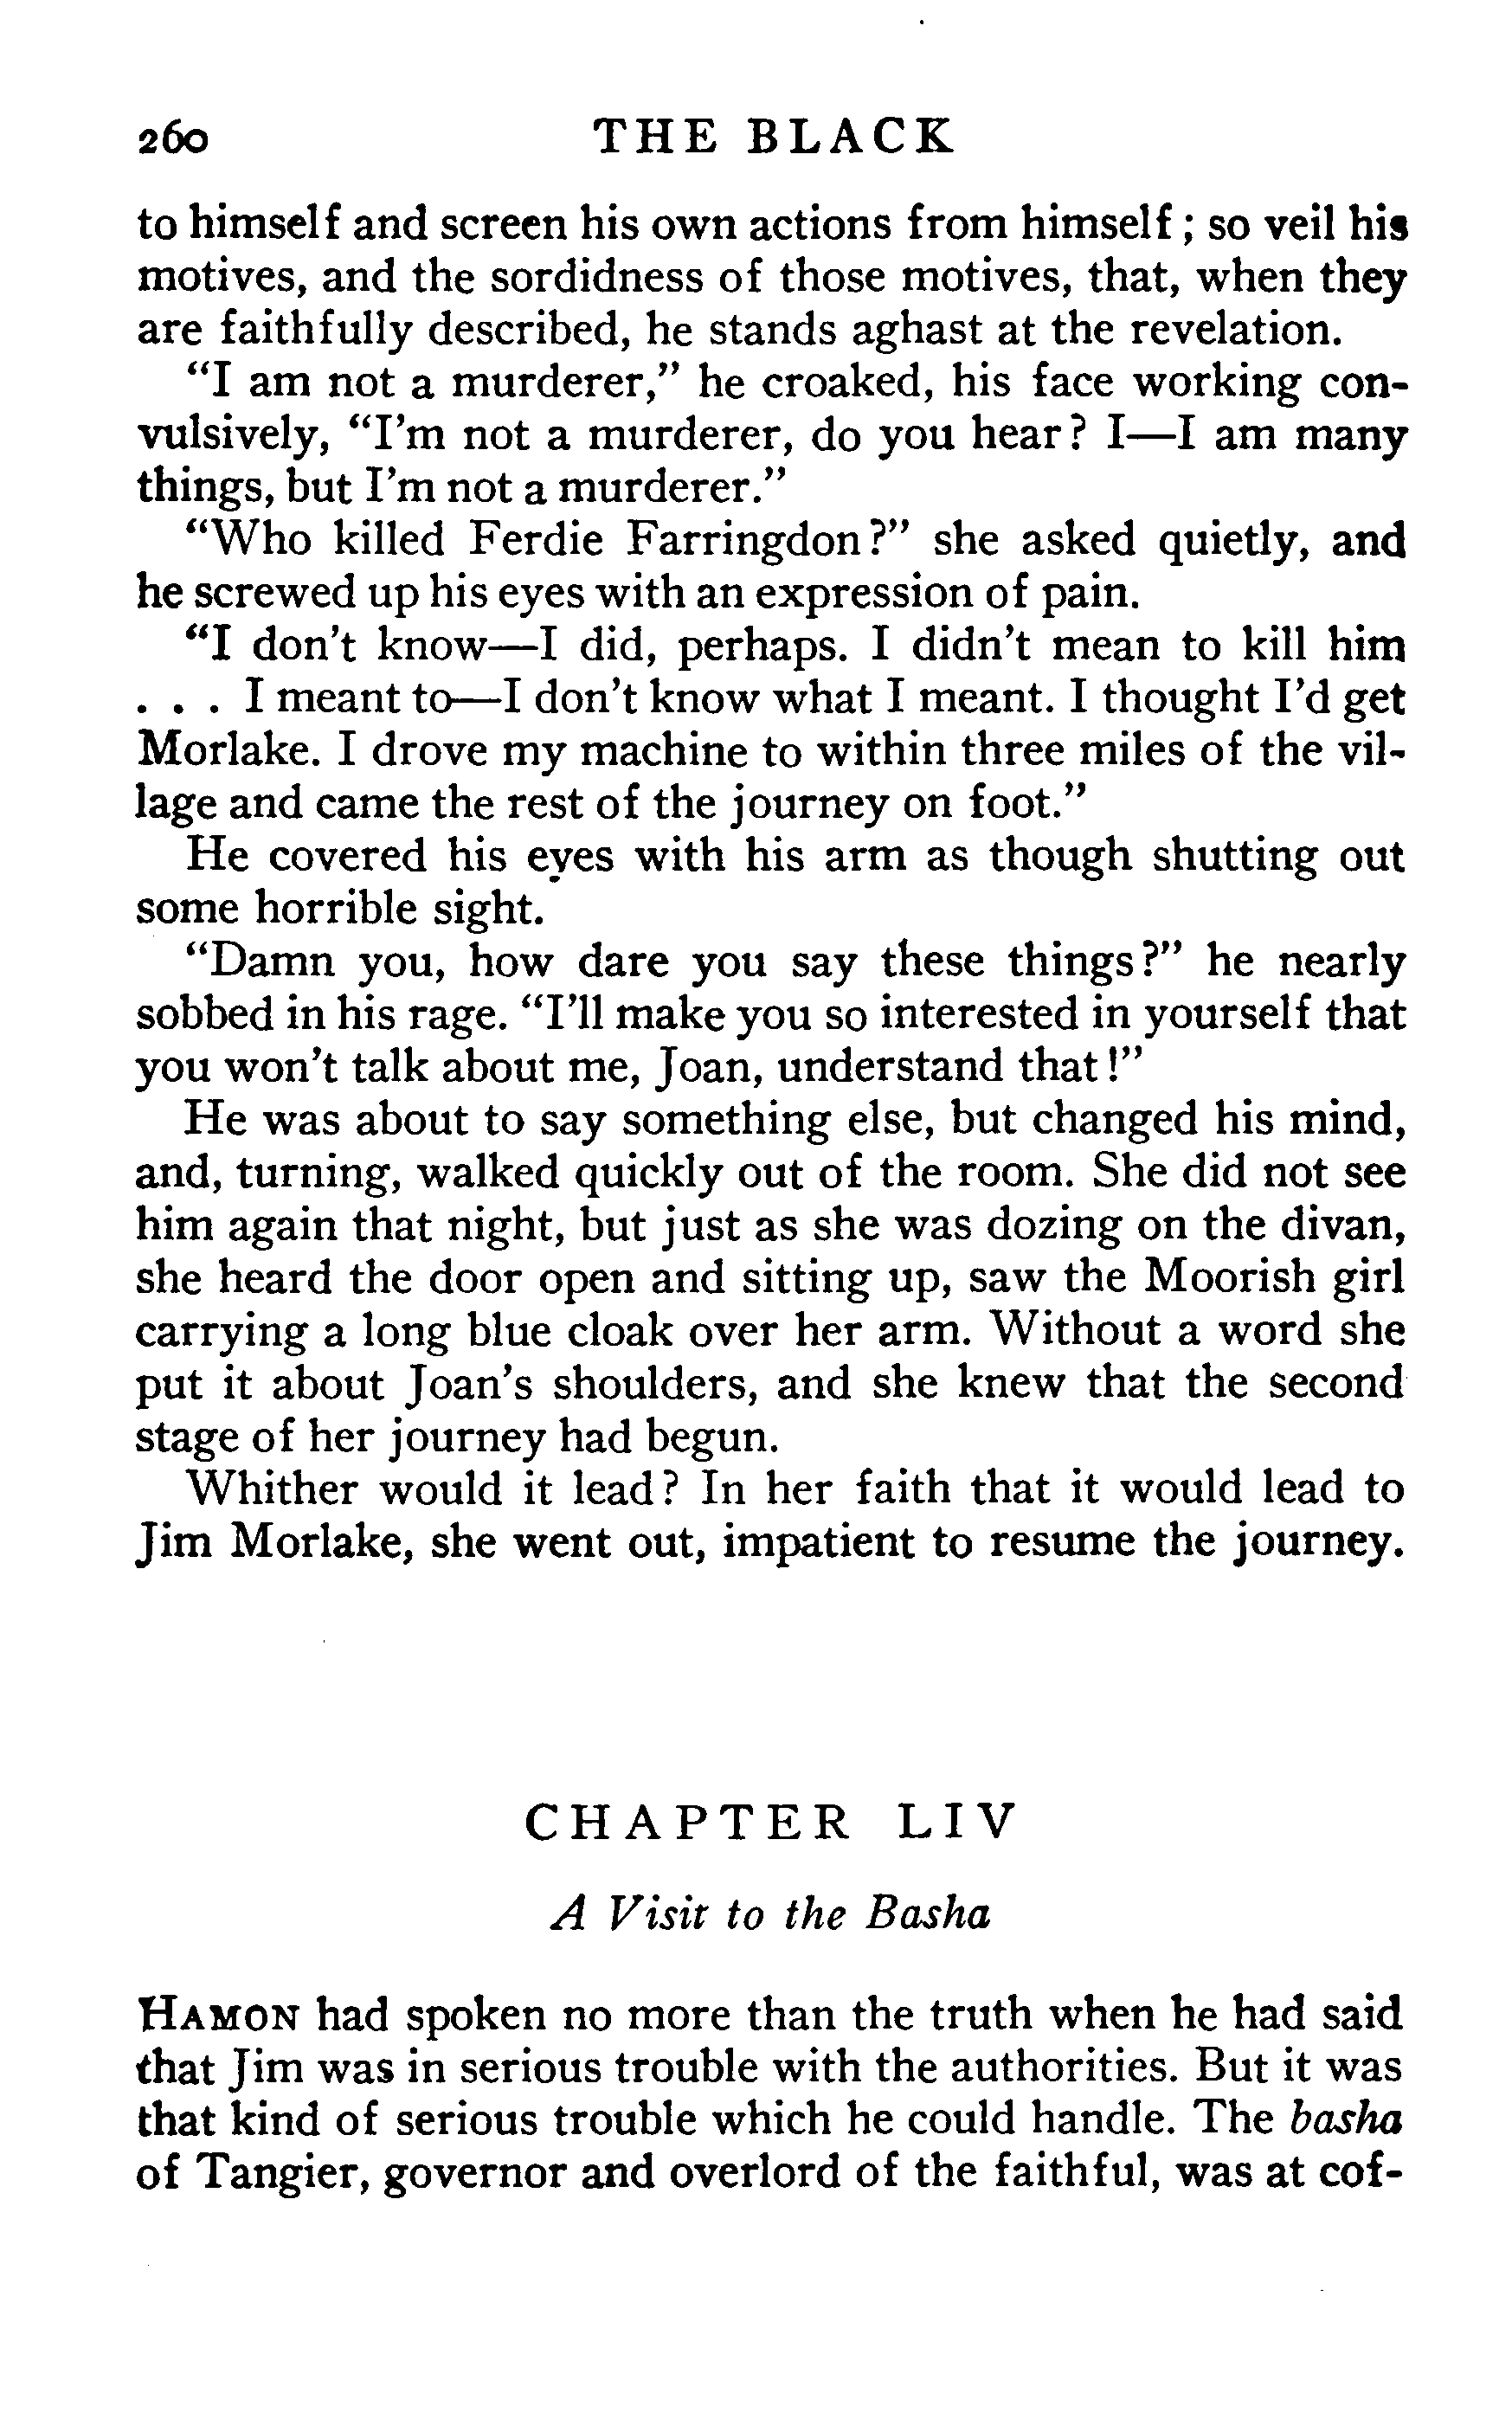 260 THE BLACK
to himself and screen his own actions from himself; so veil his
motives, and the sordidness of those motives, that, when they
are faithfully described, he stands aghast at the revelation.
“I am not a murderer,” he croaked, his face working con-
vulsively, “I'm not a murderer, do you hear? I—I am many
things, but I'm not a murderer.”
“Who killed Ferdie Farringdon?” she asked quietly, and
he screwed up his eyes with an expression of pain.
“I don't know—I did, perhaps. I didn't mean to kill him
. . . I meant to—I don't know what I meant. I thought I'd get
Morlake. I drove my machine to within three miles of the vil-
lage and came the rest of the journey on foot.”
He covered his eyes with his arm as though shutting out
some horrible sight.
“Damn you, how dare you say these things?” he nearly
sobbed in his rage. “I'll make you so interested in yourself that
you won't talk about me, Joan, understand that!”
He was about to say something else, but changed his mind,
and, turning, walked quickly out of the room. She did not see
him again that night, but just as she was dozing on the divan,
she heard the door open and sitting up, saw the Moorish girl
carrying a long blue cloak over her arm. Without a word she
put it about Joan's shoulders, and she knew that the second
stage of her journey had begun.
Whither would it lead? In her faith that it would lead to
Jim Morlake, she went out, impatient to resume the journey.
CHAPTER LIV
A Visit to the Basha
HAMON had spoken no more than the truth when he had said
that Jim was in serious trouble with the authorities. But it was
that kind of serious trouble which he could handle. The basha
of Tangier, governor and overlord of the faithful, was at cof-